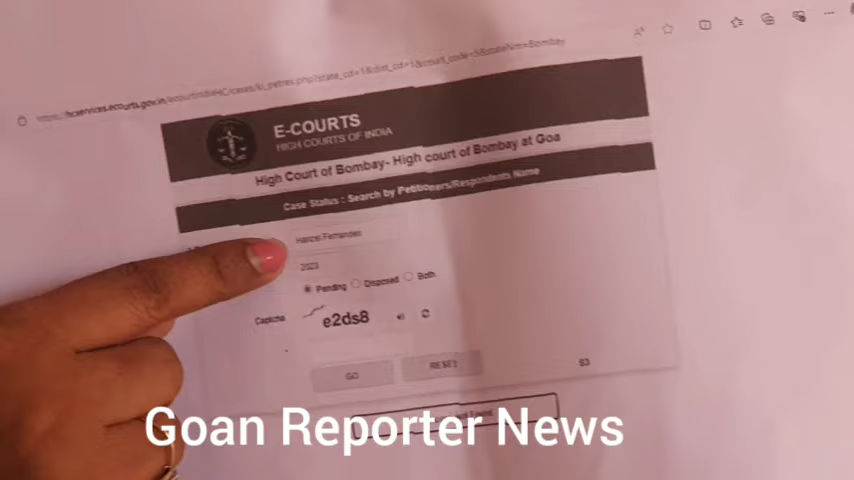 E-COURTS
HIGH COURTS OF INDIA
High Court of Bombay- High court of Bombay at Goa
Case Status : Search by Petitioners/Respondents Name
Hanzel Fernandes
2023
Pending Disposed Both
Captcha e2ds8
GO RESET
53
Goan Reporter News